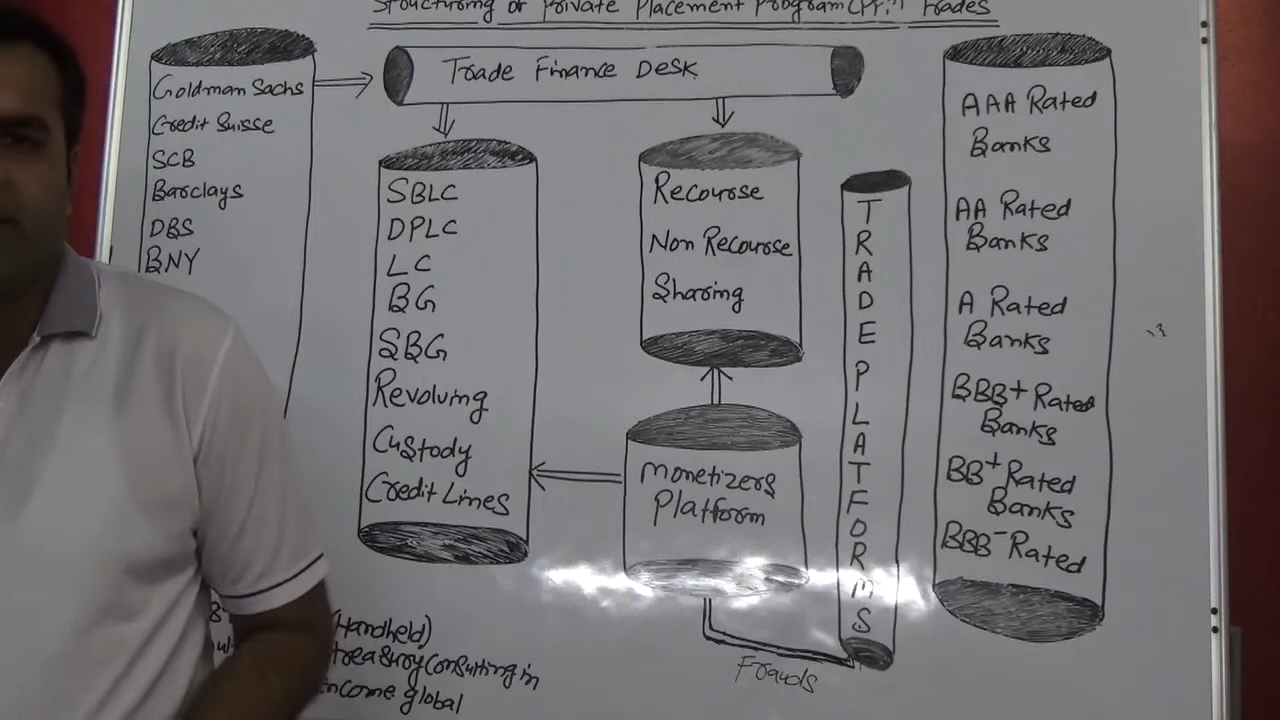 Structuring of Private Placement Program (PPP) Trades
Goldman Sachs
Credit Suisse
SCB
Barclays
DBS
BNY
Trade Finance Desk
SBLC
DPLC
LC
BG
SBG
Revolving
Custody
Credit Lines
Recourse
Non Recourse
Sharing
Monetizers
Platform
TRADE PLATFORMS
Frauds
AAA Rated
Banks
AA Rated
Banks
A Rated
Banks
BBB+ Rated
Banks
BB+ Rated
Banks
BBB- Rated
(Handheld)
treasury consulting in
income global